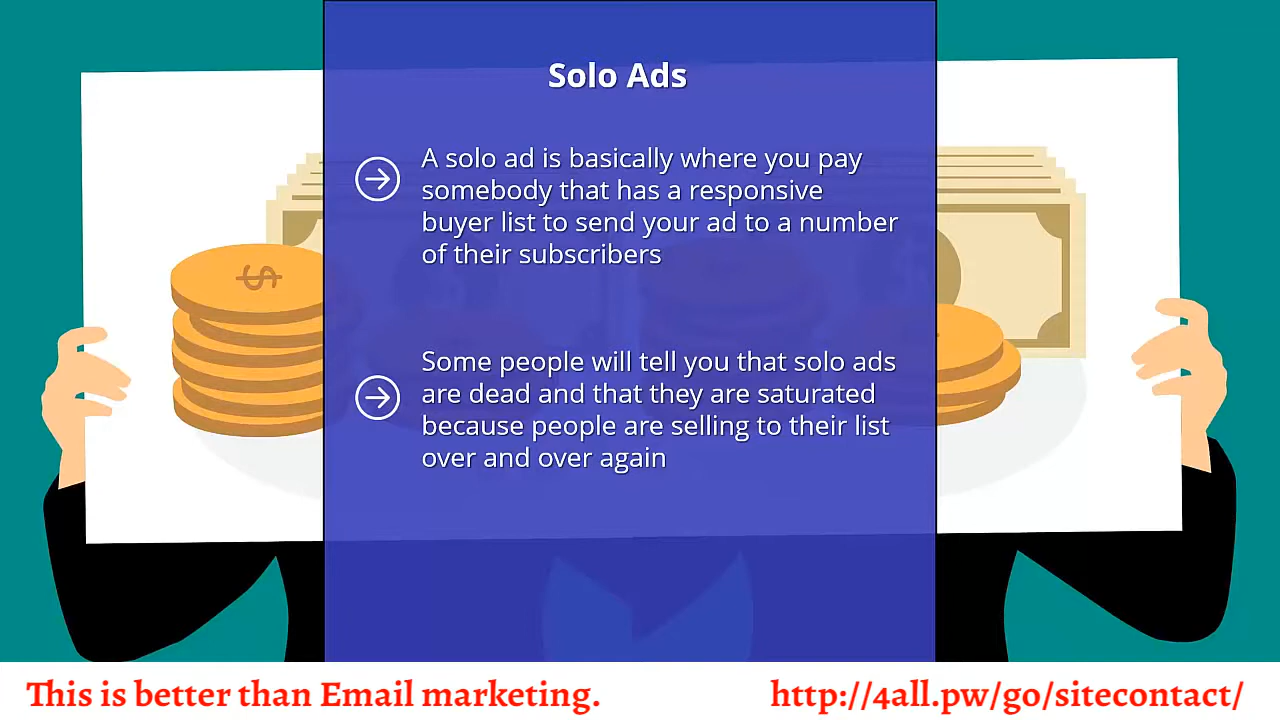 Solo Ads
A solo ad is basically where you pay
somebody that has a responsive
buyer list to send your ad to a number
of their subscribers
Some people will tell you that solo ads
are dead and that they are saturated
because people are selling to their list
over and over again
This is better than Email marketing.
http://4all.pw/go/sitecontact/